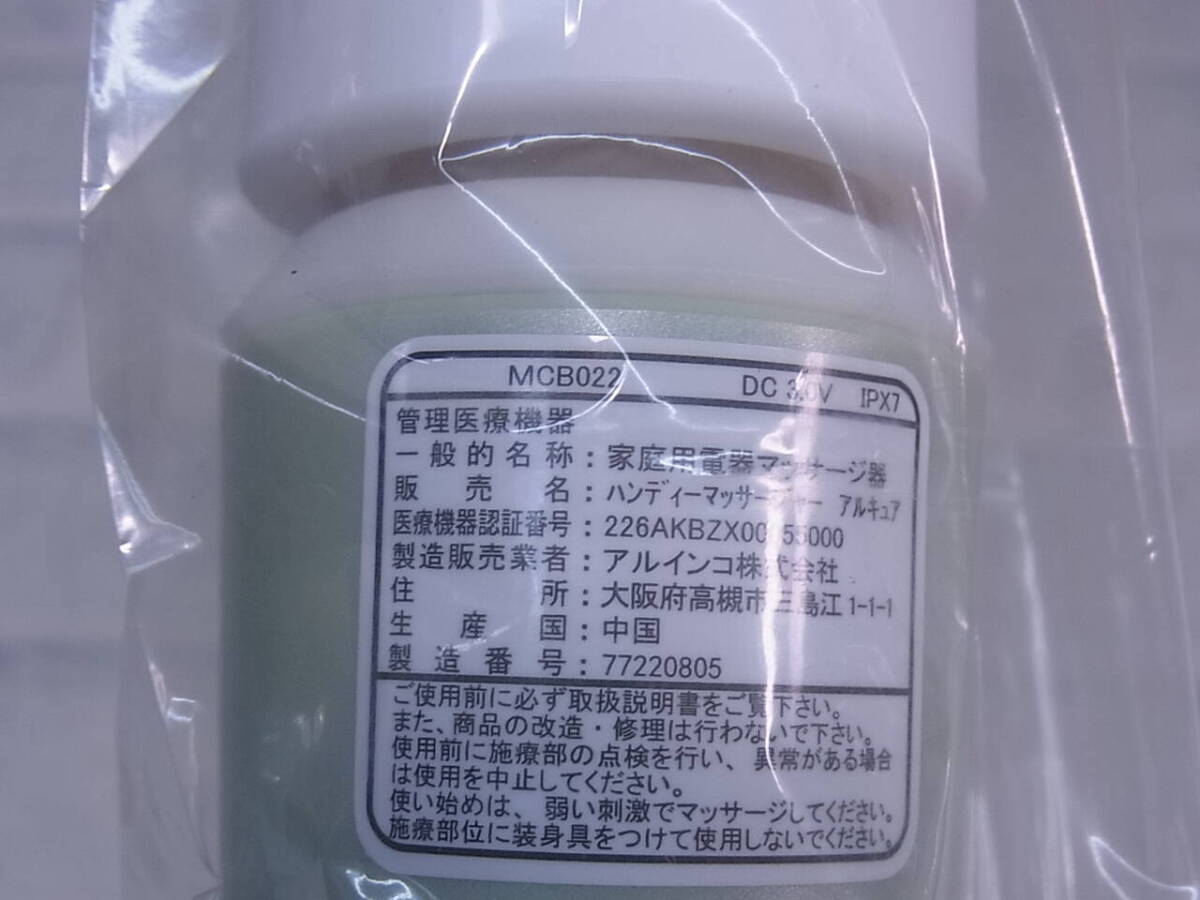 MCB022 DC 3.0V IPX7
管理医療機器
一般的名称：家庭用電器マッサージ器
販売名：ハンディーマッサージャー アルキュア
医療機器認証番号：
製造販売業者：アルインコ株式会社
住所：大阪府高槻市三島江1-1-1
生産国：中国
製造番号：77220805
ご使用前に必ず取扱説明書をご覧下さい。
また、商品の改造・修理は行わないで下さい。
使用前に施療部の点検を行い、異常がある場合
は使用を中止してください。
使い始めは、弱い刺激でマッサージしてください。
施療部位に装身具をつけて使用しないでください。